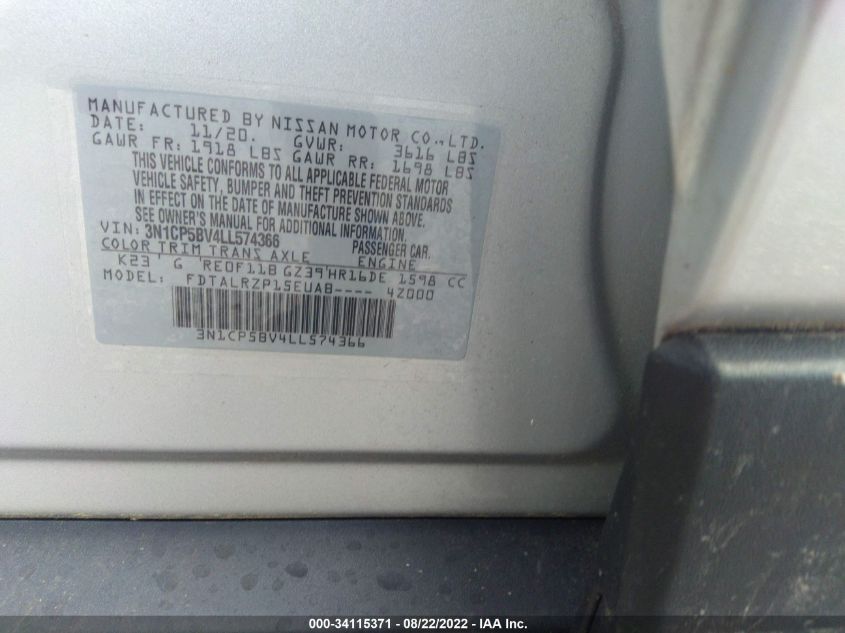 MANUFACTURED BY NISSAN MOTOR CO., LTD.
DATE: 11/20. GVWR: 3616 LBS
GAWR FR: 1918 LBS GAWR RR: 1698 LBS
THIS VEHICLE CONFORMS TO ALL APPLICABLE FEDERAL MOTOR
VEHICLE SAFETY, BUMPER AND THEFT PREVENTION STANDARDS
IN EFFECT ON THE DATE OF MANUFACTURE SHOWN ABOVE.
SEE OWNER'S MANUAL FOR ADDITIONAL INFORMATION.
VIN: 3N1CP5BV4LL574366 PASSENGER CAR.
COLOR TRIM TRANS AXLE ENGINE
K23 G RE0F11B GZ39 HR16DE 1598 CC
MODEL: FDTALRZP15EUAB---- 42000
3N1CP5BV4LL574366
000-34115371 - 08/22/2022 - IAA Inc.